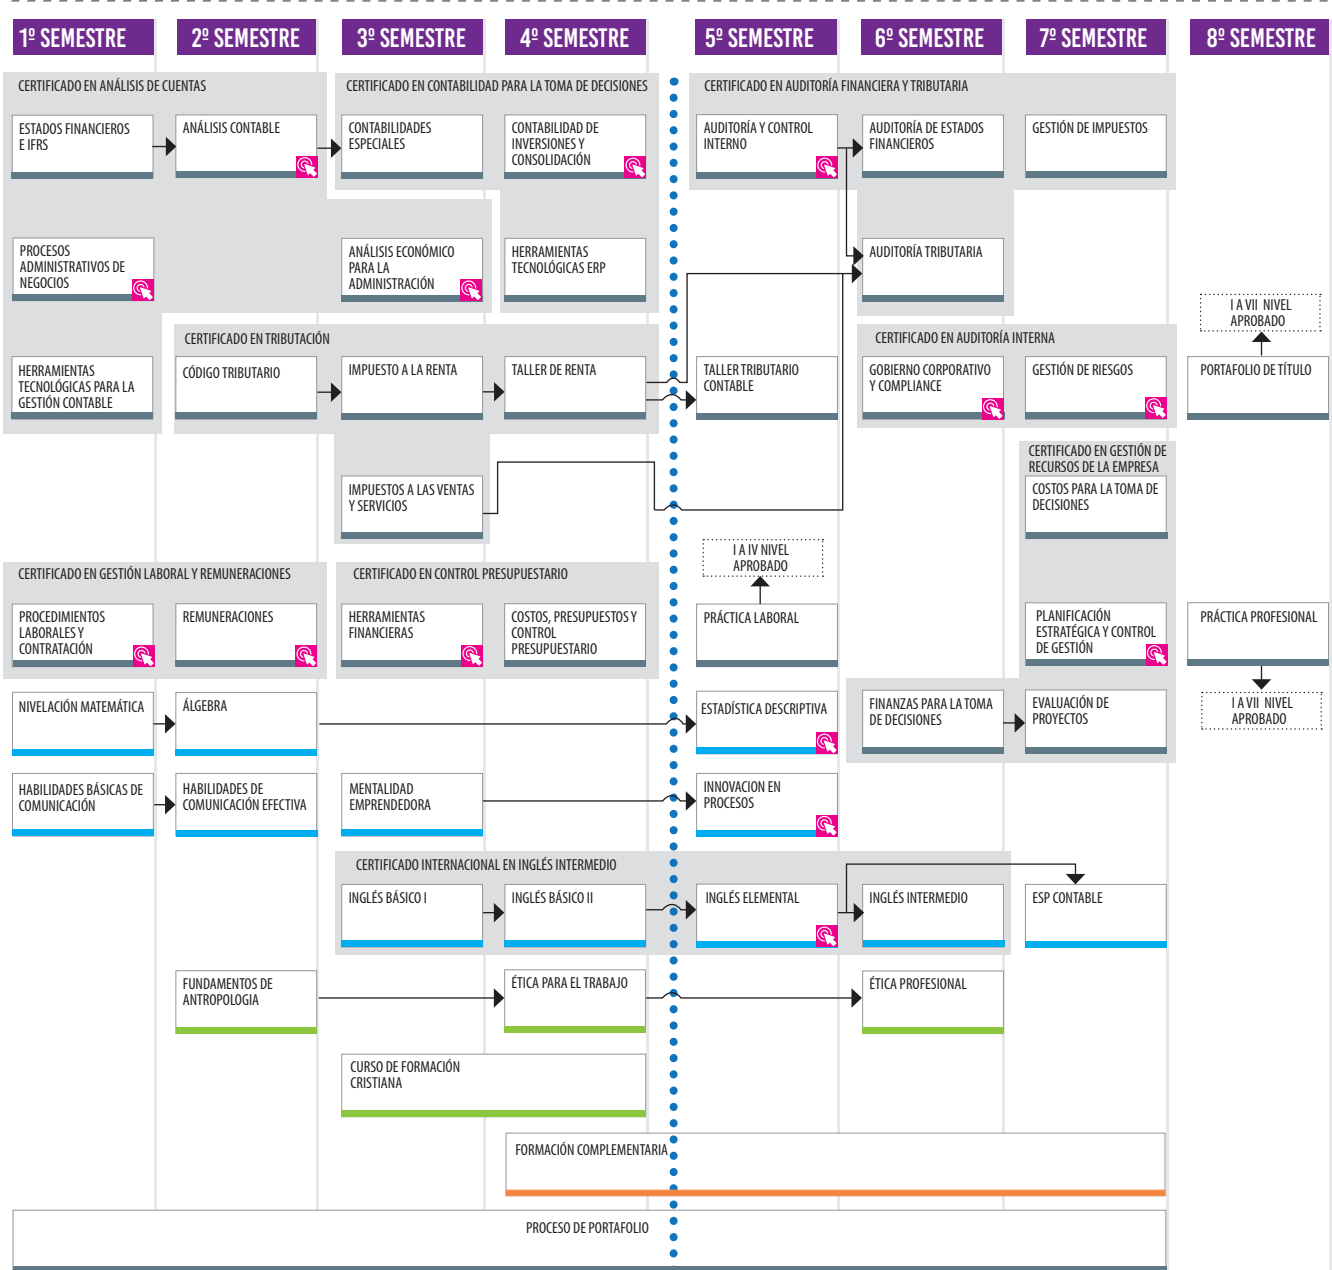 1º SEMESTRE
2º SEMESTRE
3º SEMESTRE
4º SEMESTRE
5º SEMESTRE
6º SEMESTRE
7º SEMESTRE
8º SEMESTRE
CERTIFICADO EN ANÁLISIS DE CUENTAS
CERTIFICADO EN CONTABILIDAD PARA LA TOMA DE DECISIONES
CERTIFICADO EN AUDITORÍA FINANCIERA Y TRIBUTARIA
ESTADOS FINANCIEROS
E IFRS
ANÁLISIS CONTABLE
CONTABILIDADES
ESPECIALES
CONTABILIDAD DE
INVERSIONES Y
CONSOLIDACIÓN
AUDITORÍA Y CONTROL
INTERNO
AUDITORÍA DE ESTADOS
FINANCIEROS
GESTIÓN DE IMPUESTOS
PROCESOS
ADMINISTRATIVOS DE
NEGOCIOS
ANÁLISIS ECONÓMICO
PARA LA
ADMINISTRACIÓN
HERRAMIENTAS
TECNOLÓGICAS ERP
AUDITORÍA TRIBUTARIA
I A VII NIVEL
APROBADO
CERTIFICADO EN TRIBUTACIÓN
CERTIFICADO EN AUDITORÍA INTERNA
HERRAMIENTAS
TECNOLÓGICAS PARA LA
GESTIÓN CONTABLE
CÓDIGO TRIBUTARIO
IMPUESTO A LA RENTA
TALLER DE RENTA
TALLER TRIBUTARIO
CONTABLE
GOBIERNO CORPORATIVO
Y COMPLIANCE
GESTIÓN DE RIESGOS
PORTAFOLIO DE TÍTULO
CERTIFICADO EN GESTIÓN DE
RECURSOS DE LA EMPRESA
IMPUESTOS A LAS VENTAS
Y SERVICIOS
COSTOS PARA LA TOMA DE
DECISIONES
I A IV NIVEL
APROBADO
CERTIFICADO EN GESTIÓN LABORAL Y REMUNERACIONES
CERTIFICADO EN CONTROL PRESUPUESTARIO
PROCEDIMIENTOS
LABORALES Y
CONTRATACIÓN
REMUNERACIONES
HERRAMIENTAS
FINANCIERAS
COSTOS, PRESUPUESTOS Y
CONTROL
PRESUPUESTARIO
PRÁCTICA LABORAL
PLANIFICACIÓN
ESTRATÉGICA Y CONTROL
DE GESTIÓN
PRÁCTICA PROFESIONAL
NIVELACIÓN MATEMÁTICA
ÁLGEBRA
ESTADÍSTICA DESCRIPTIVA
FINANZAS PARA LA TOMA
DE DECISIONES
EVALUACIÓN DE
PROYECTOS
I A VII NIVEL
APROBADO
HABILIDADES BÁSICAS DE
COMUNICACIÓN
HABILIDADES DE
COMUNICACIÓN EFECTIVA
MENTALIDAD
EMPRENDEDORA
INNOVACION EN
PROCESOS
CERTIFICADO INTERNACIONAL EN INGLÉS INTERMEDIO
INGLÉS BÁSICO I
INGLÉS BÁSICO II
INGLÉS ELEMENTAL
INGLÉS INTERMEDIO
ESP CONTABLE
FUNDAMENTOS DE
ANTROPOLOGIA
ÉTICA PARA EL TRABAJO
ÉTICA PROFESIONAL
CURSO DE FORMACIÓN
CRISTIANA
FORMACIÓN COMPLEMENTARIA
PROCESO DE PORTAFOLIO